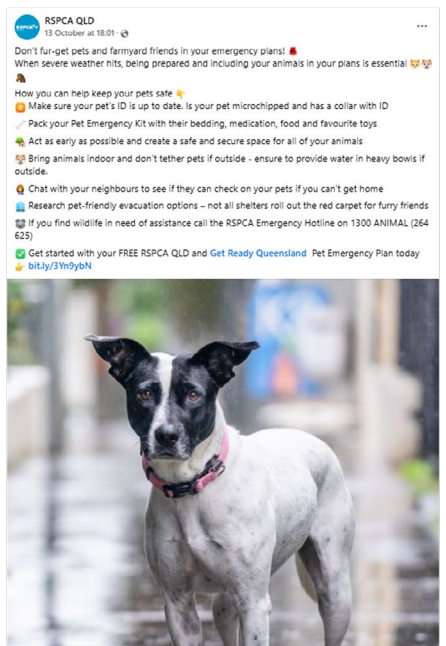 RSPCA QLD
13 October at 18.01 ·
Don't fur-get pets and farmyard friends in your emergency plans!
When severe weather hits, being prepared and including your animals in your plans is essential
How you can help keep your pets safe
Make sure your pet's ID is up to date. Is your pet microchipped and has a collar with ID
Pack your Pet Emergency Kit with their bedding, medication, food and favourite toys
Act as early as possible and create a safe and secure space for all of your animals
Bring animals indoor and don't tether pets if outside - ensure to provide water in heavy bowls if
outside.
Chat with your neighbours to see if they can check on your pets if you can't get home
Research pet-friendly evacuation options – not all shelters roll out the red carpet for furry friends
If you find wildlife in need of assistance call the RSPCA Emergency Hotline on 1300 ANIMAL (264
625)
Get started with your FREE RSPCA QLD and Get Ready Queensland Pet Emergency Plan today
bit.ly/3Yn9ybN